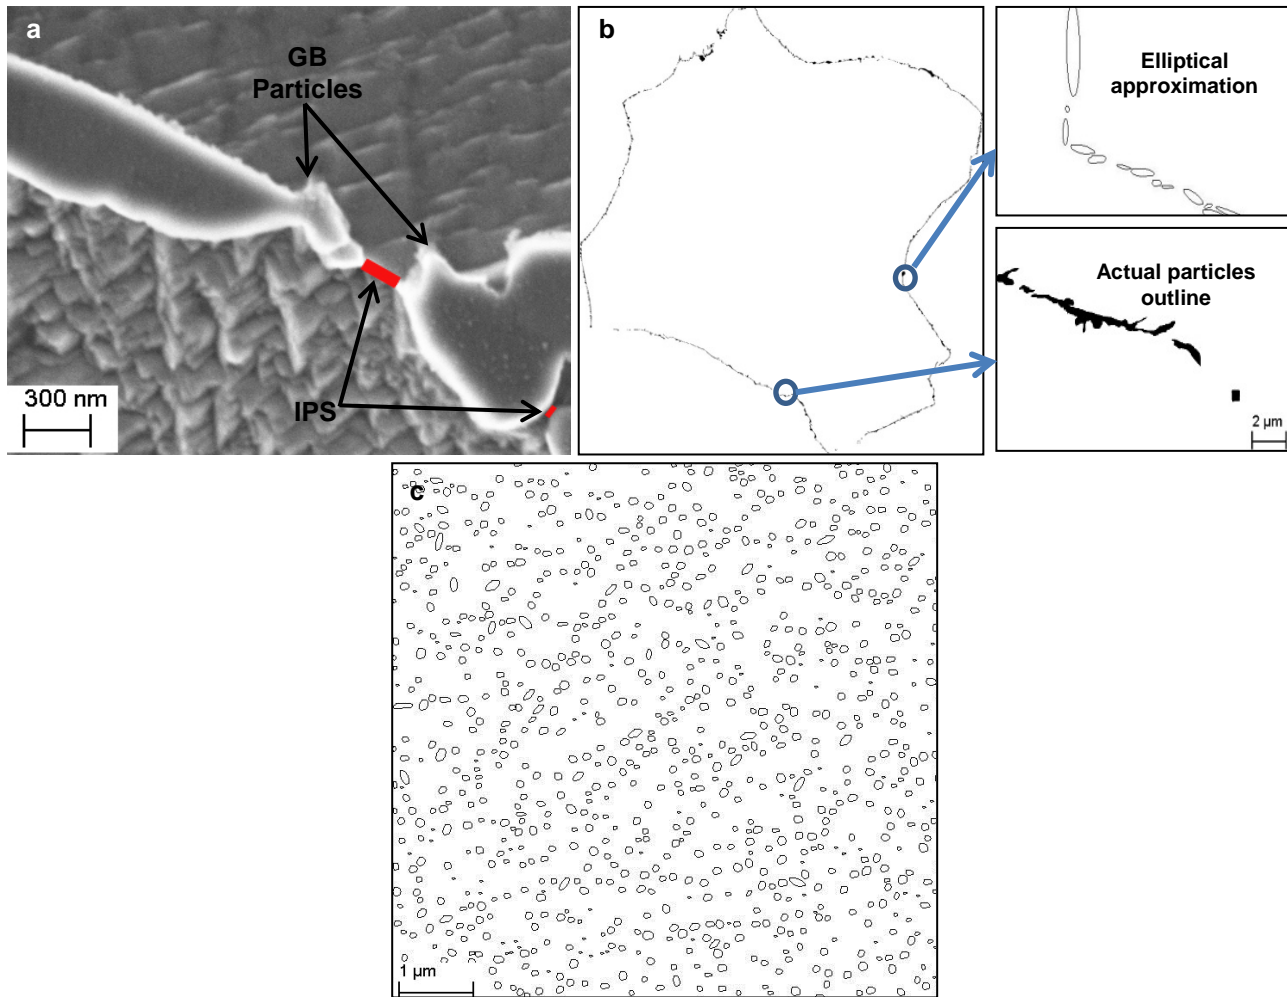 a
GB
Particles
IPS
300 nm
b
Elliptical
approximation
Actual particles
outline
2 µm
c
1 µm